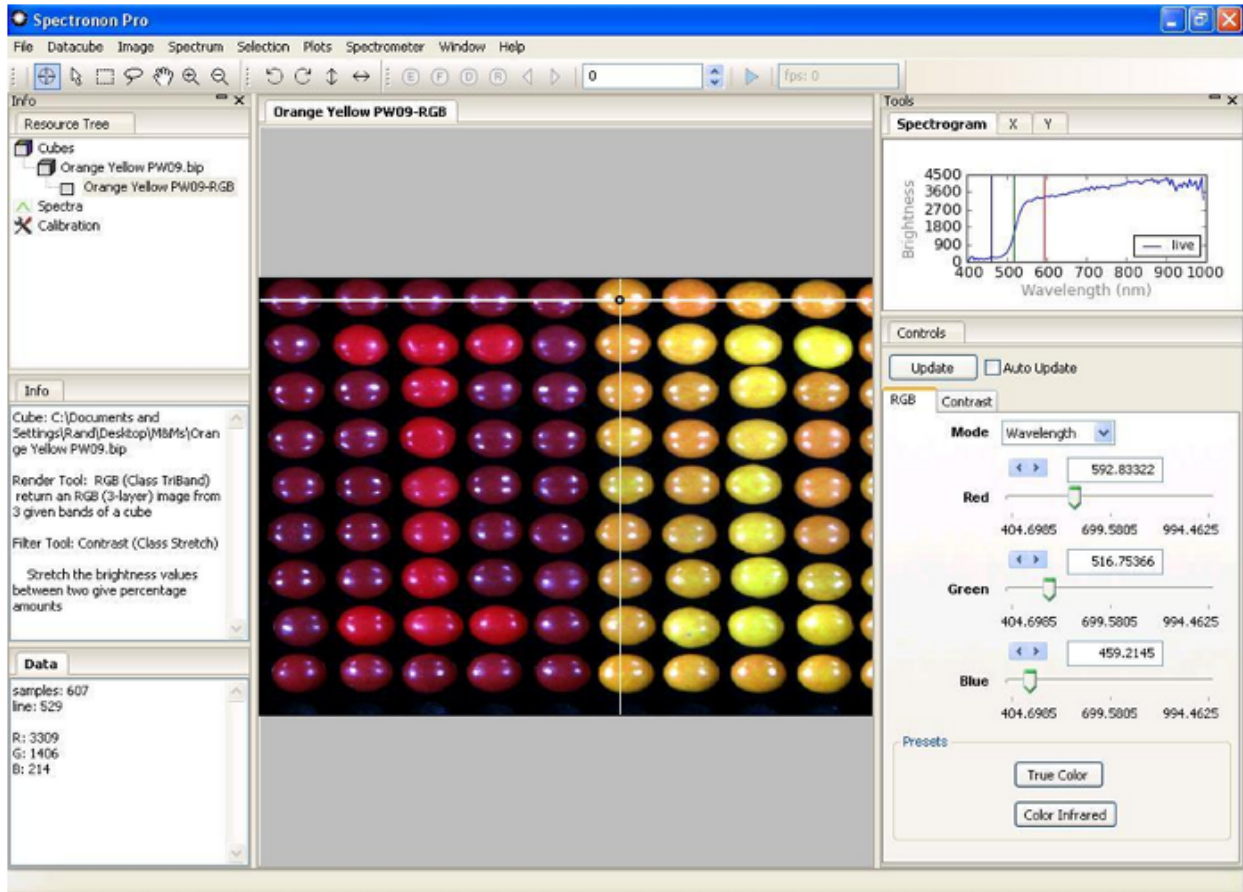 Spectronon Pro
File Datacube Image Spectrum Selection Plots Spectrometer Window Help
E F D R 0 fps: 0
Info
Resource Tree
Cubes
Orange Yellow PW09.bip
Orange Yellow PW09-RGB
Spectra
Calibration
Info
Cube: C:\Documents and
Settings\Rand\Desktop\M&Ms\Oran
ge Yellow PW09.bip
Render Tool: RGB (Class TriBand)
return an RGB (3-layer) image from
3 given bands of a cube
Filter Tool: Contrast (Class Stretch)
Stretch the brightness values
between two give percentage
amounts
Data
samples: 607
line: 529
R: 3309
G: 1406
B: 214
Orange Yellow PW09-RGB
Tools
Spectrogram X Y
Brightness
4500
3600
2700
1800
900
0
live
400 500 600 700 800 900 1000
Wavelength (nm)
Controls
Update Auto Update
RGB Contrast
Mode Wavelength
592.83322
Red
404.6985 699.5805 994.4625
516.75366
Green
404.6985 699.5805 994.4625
459.2145
Blue
404.6985 699.5805 994.4625
Presets
True Color
Color Infrared